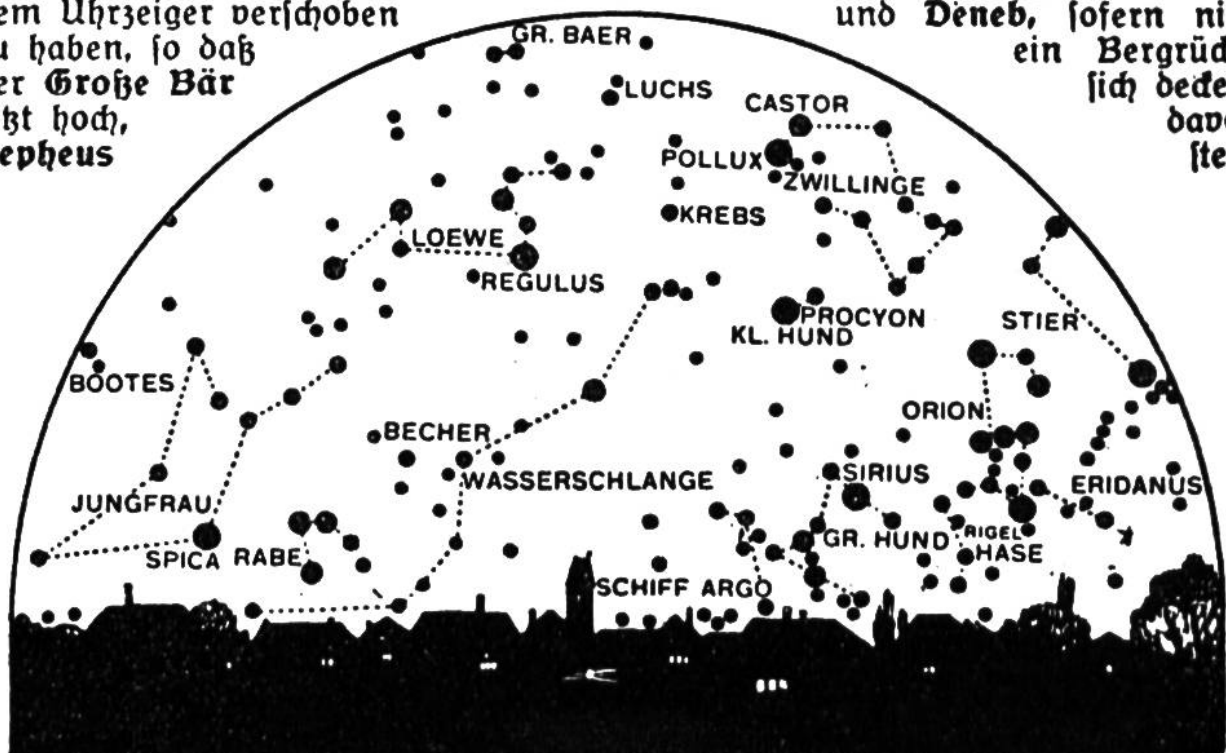 em Uhrzeiger verschoben
u haben, so daß
er Große Bär
tzt hoch,
epheus
und Deneb, sofern ni
ein Bergrüc
sich decke
dav
ste
GR. BAER
LUCHS
CASTOR
POLLUX
ZWILLINGE
KREBS
LOEWE
REGULUS
PROCYON
KL. HUND
STIER
BOOTES
ORION
BECHER
WASSERSCHLANGE
SIRIUS
ERIDANUS
JUNGFRAU
SPICA
RABE
GR. HUND
RIGEL
HASE
SCHIFF ARGO